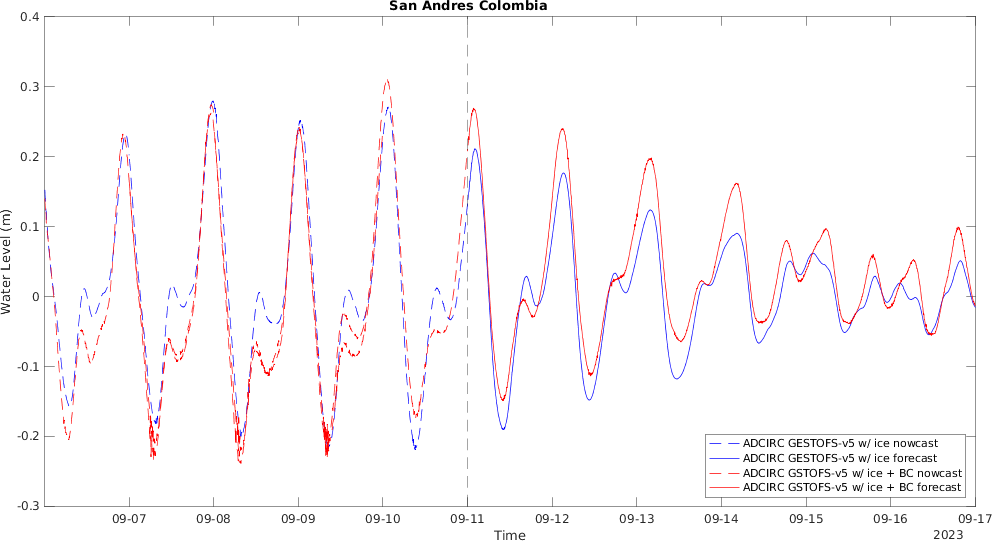 San Andres Colombia
0.4
0.3
0.2
0.1
0
-0.1
-0.2
-0.3
Water Level (m)
ADCIRC GESTOFS-v5 w/ ice nowcast
ADCIRC GESTOFS-v5 w/ ice forecast
ADCIRC GSTOFS-v5 w/ ice + BC nowcast
ADCIRC GSTOFS-v5 w/ ice + BC forecast
09-07 09-08 09-09 09-10 09-11 09-12 09-13 09-14 09-15 09-16 09-17
Time
2023